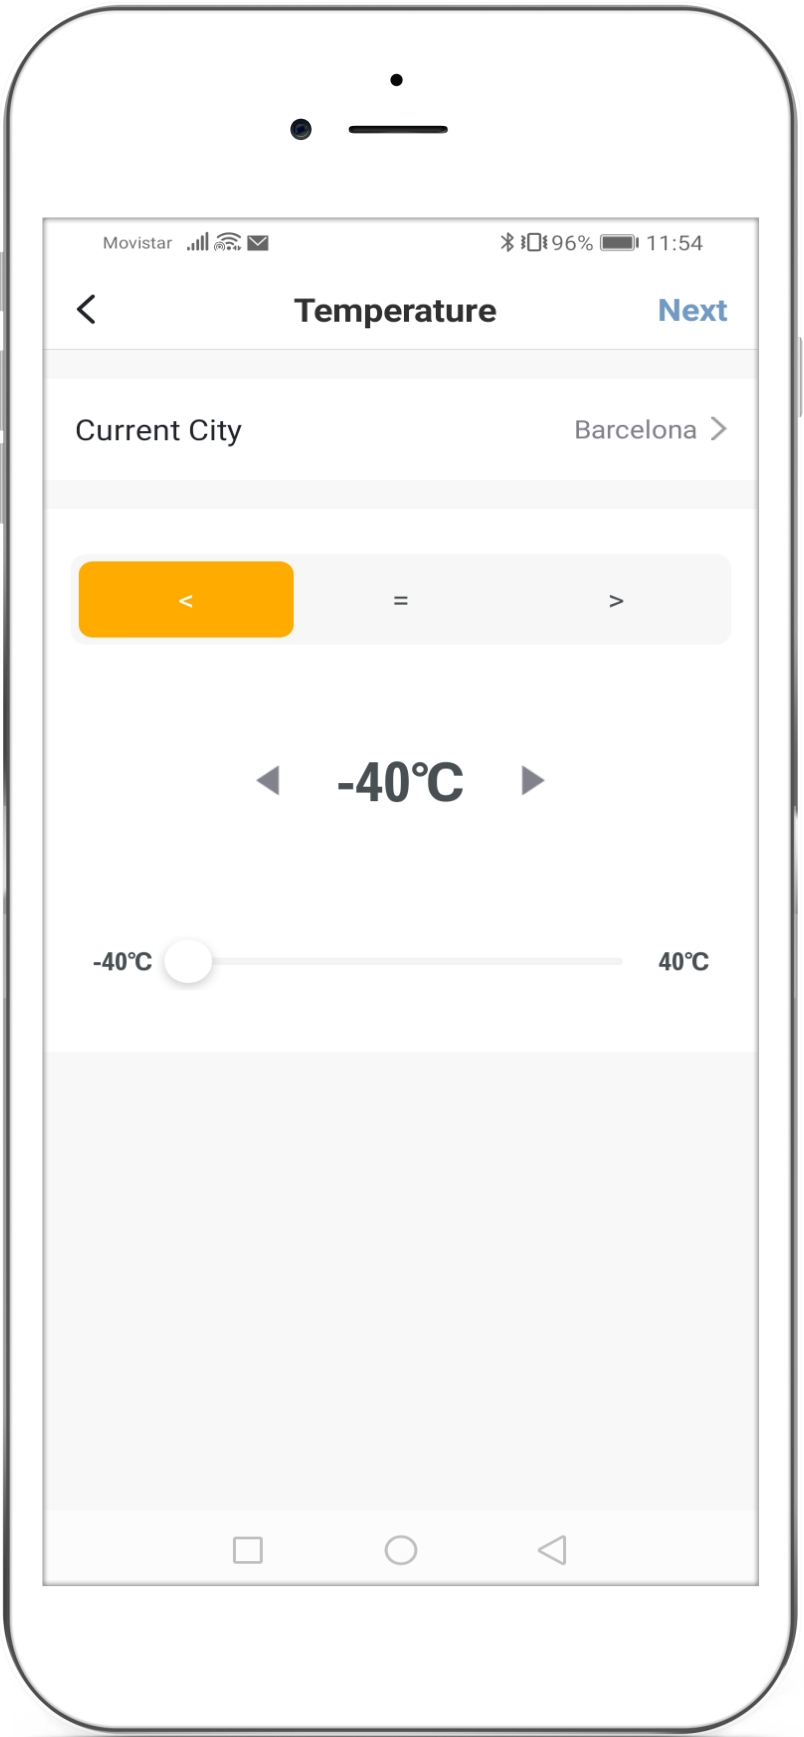 Movistar 96% 11:54
Temperature Next
Current City Barcelona
< = >
-40℃
-40℃ 40℃